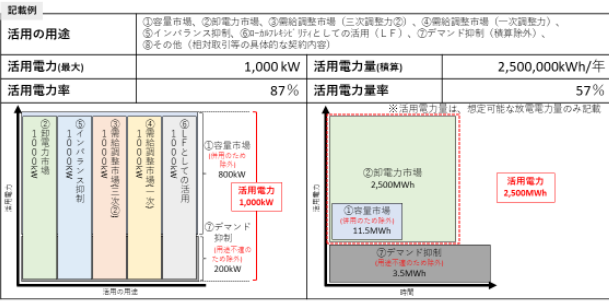 記載例
活用の用途
①容量市場、②卸電力市場、③需給調整市場（三次調整力②）、④需給調整市場（一次調整力）、
⑤インバランス抑制、⑥ローカルフレキシビリティとしての活用（LF）、⑦デマンド抑制（積算除外）、
⑧その他（相対取引等の具体的な契約内容）
活用電力(最大)
1,000 kW
活用電力量(積算)
2,500,000kWh/年
活用電力率
87％
活用電力量率
57％
※活用電力量は、想定可能な放電電力量のみ記載
活用電力
②卸電力市場
1000kW
⑤インバランス抑制
1000kW
③需給調整市場(三次②)
1000kW
④需給調整市場(一次)
1000kW
⑥LFとしての活用
1000kW
①容量市場
(併用のため
除外)
800kW
活用電力
1,000kW
⑦デマンド
抑制
(用途不適の
ため除外)
200kW
活用の用途
活用電力
②卸電力市場
2,500MWh
①容量市場
(併用のため除外)
11.5MWh
⑦デマンド抑制
(用途不適のため除外)
3.5MWh
活用電力
2,500MWh
時間